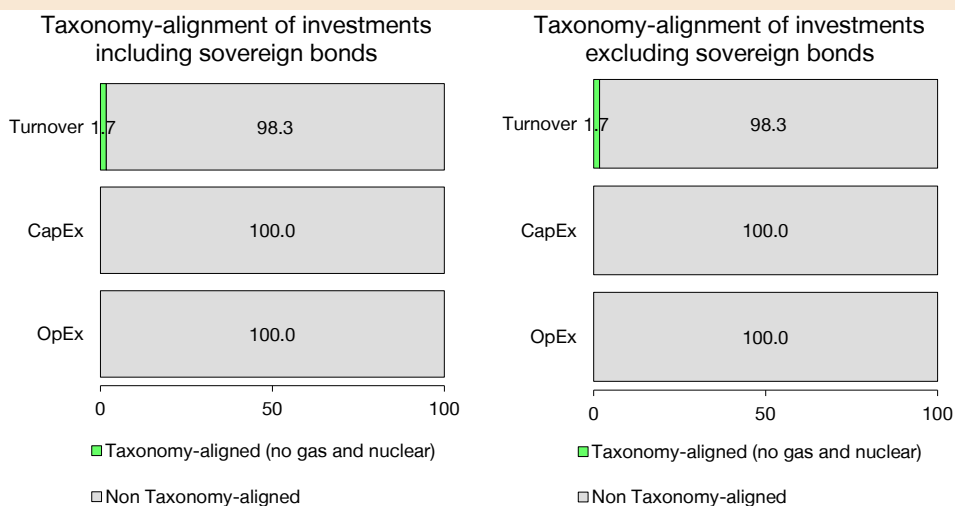 Taxonomy-alignment of investments
including sovereign bonds
Turnover 1.7 98.3
CapEx 100.0
OpEx 100.0
0 50 100
Taxonomy-aligned (no gas and nuclear)
Non Taxonomy-aligned
Taxonomy-alignment of investments
excluding sovereign bonds
Turnover 1.7 98.3
CapEx 100.0
OpEx 100.0
0 50 100
Taxonomy-aligned (no gas and nuclear)
Non Taxonomy-aligned